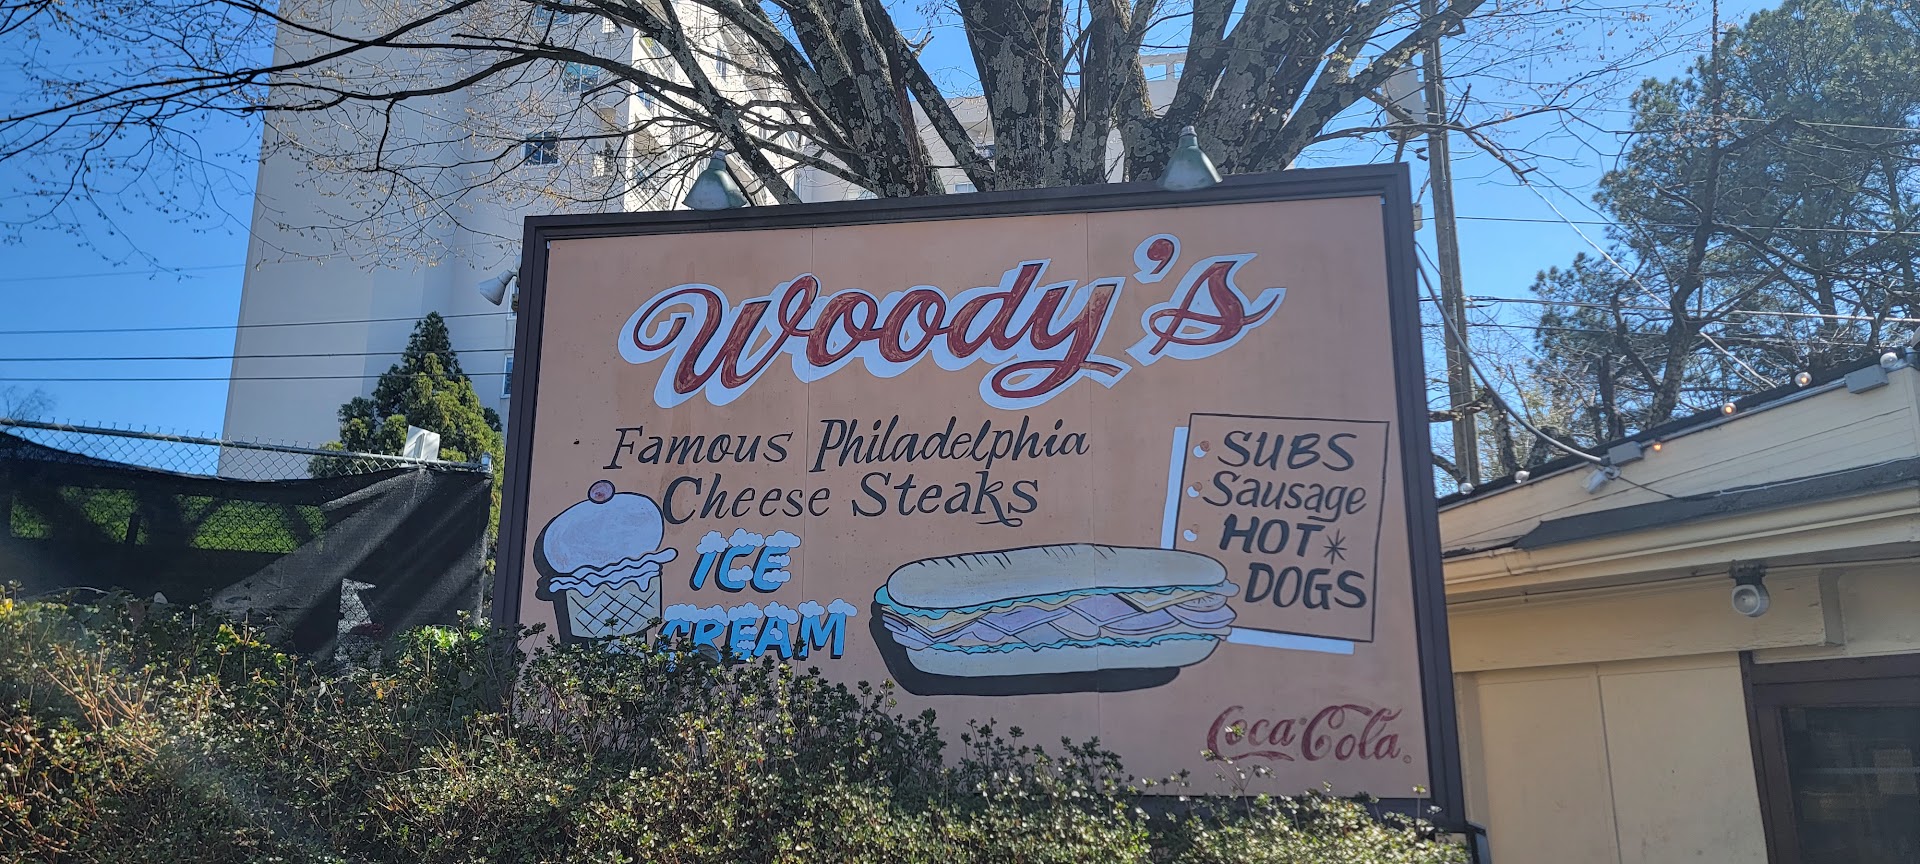 Woody's
Famous Philadelphia
Cheese Steaks
ICE
CREAM
SUBS
Sausage
HOT
DOGS
Coca-Cola